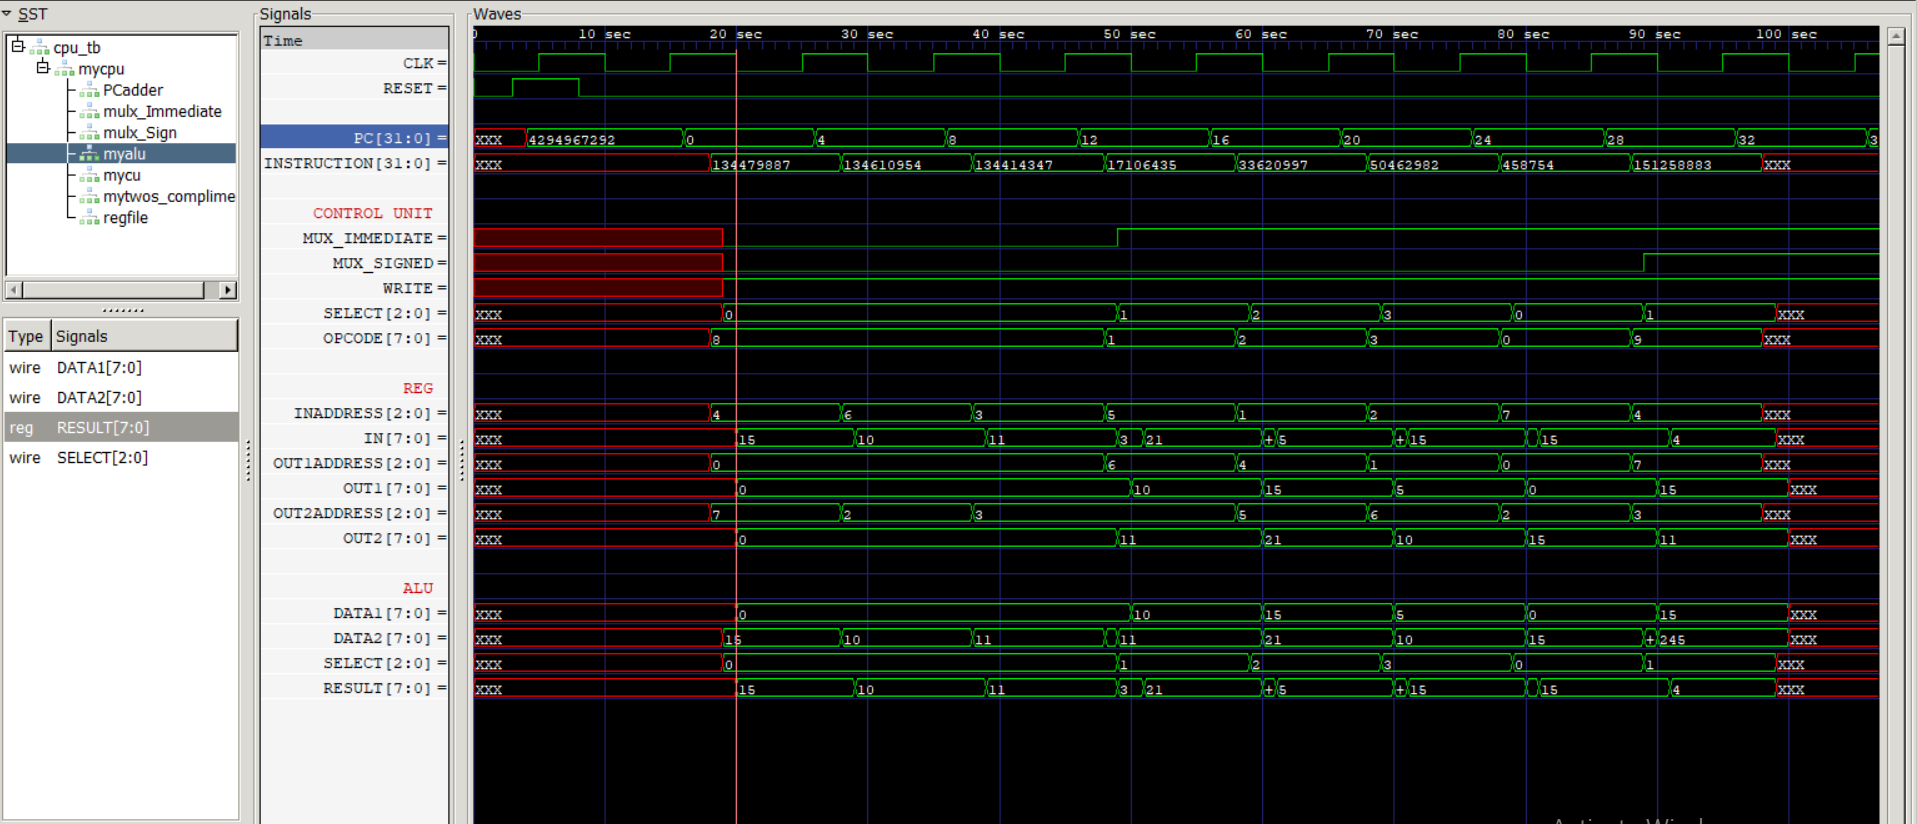 SST
cpu_tb
mycpu
PCadder
mulx_Immediate
mulx_Sign
myalu
mycu
mytwos_complime
regfile
Type Signals
wire DATA1[7:0]
wire DATA2[7:0]
reg RESULT[7:0]
wire SELECT[2:0]
Signals
Waves
Time
0 10 sec 20 sec 30 sec 40 sec 50 sec 60 sec 70 sec 80 sec 90 sec 100 sec
CLK =
RESET =
PC[31:0] = XXX 4294967292 0 4 8 12 16 20 24 28 32 3
INSTRUCTION[31:0] = XXX 134479887 134610954 134414347 17106435 33620997 50462982 458754 151258883 XXX
CONTROL UNIT
MUX_IMMEDIATE =
MUX_SIGNED =
WRITE =
SELECT[2:0] = XXX 0 1 2 3 0 1 XXX
OPCODE[7:0] = XXX 8 1 2 3 0 9 XXX
REG
INADDRESS[2:0] = XXX 4 6 3 5 1 2 7 4 XXX
IN[7:0] = XXX 15 10 11 3 21 + 5 + 15 15 4 XXX
OUT1ADDRESS[2:0] = XXX 0 6 4 1 0 7 XXX
OUT1[7:0] = XXX 0 10 15 5 0 15 XXX
OUT2ADDRESS[2:0] = XXX 7 2 3 5 6 2 3 XXX
OUT2[7:0] = XXX 0 11 21 10 15 11 XXX
ALU
DATA1[7:0] = XXX 0 10 15 5 0 15 XXX
DATA2[7:0] = XXX 15 10 11 11 21 10 15 + 245 XXX
SELECT[2:0] = XXX 0 1 2 3 0 1 XXX
RESULT[7:0] = XXX 15 10 11 3 21 + 5 + 15 15 4 XXX